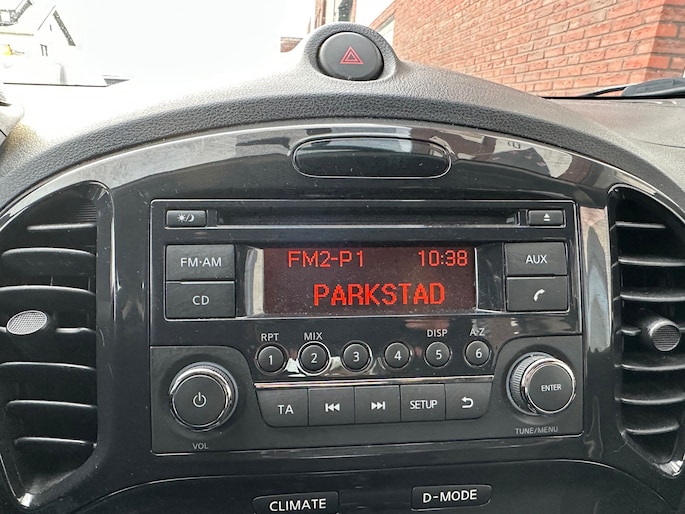 FM2-P1 10:38
PARKSTAD
FM·AM
CD
AUX
RPT MIX DISP A-Z
1 2 3 4 5 6
TA SETUP
VOL
ENTER
TUNE/MENU
CLIMATE D-MODE